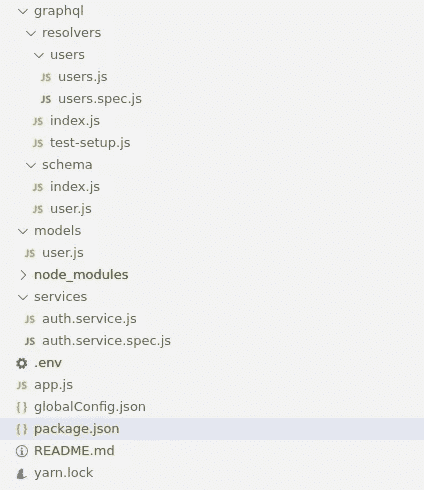 graphql
resolvers
users
JS users.js
JS users.spec.js
JS index.js
JS test-setup.js
schema
JS index.js
JS user.js
models
JS user.js
node_modules
services
JS auth.service.js
JS auth.service.spec.js
.env
JS app.js
{ } globalConfig.json
{ } package.json
README.md
yarn.lock